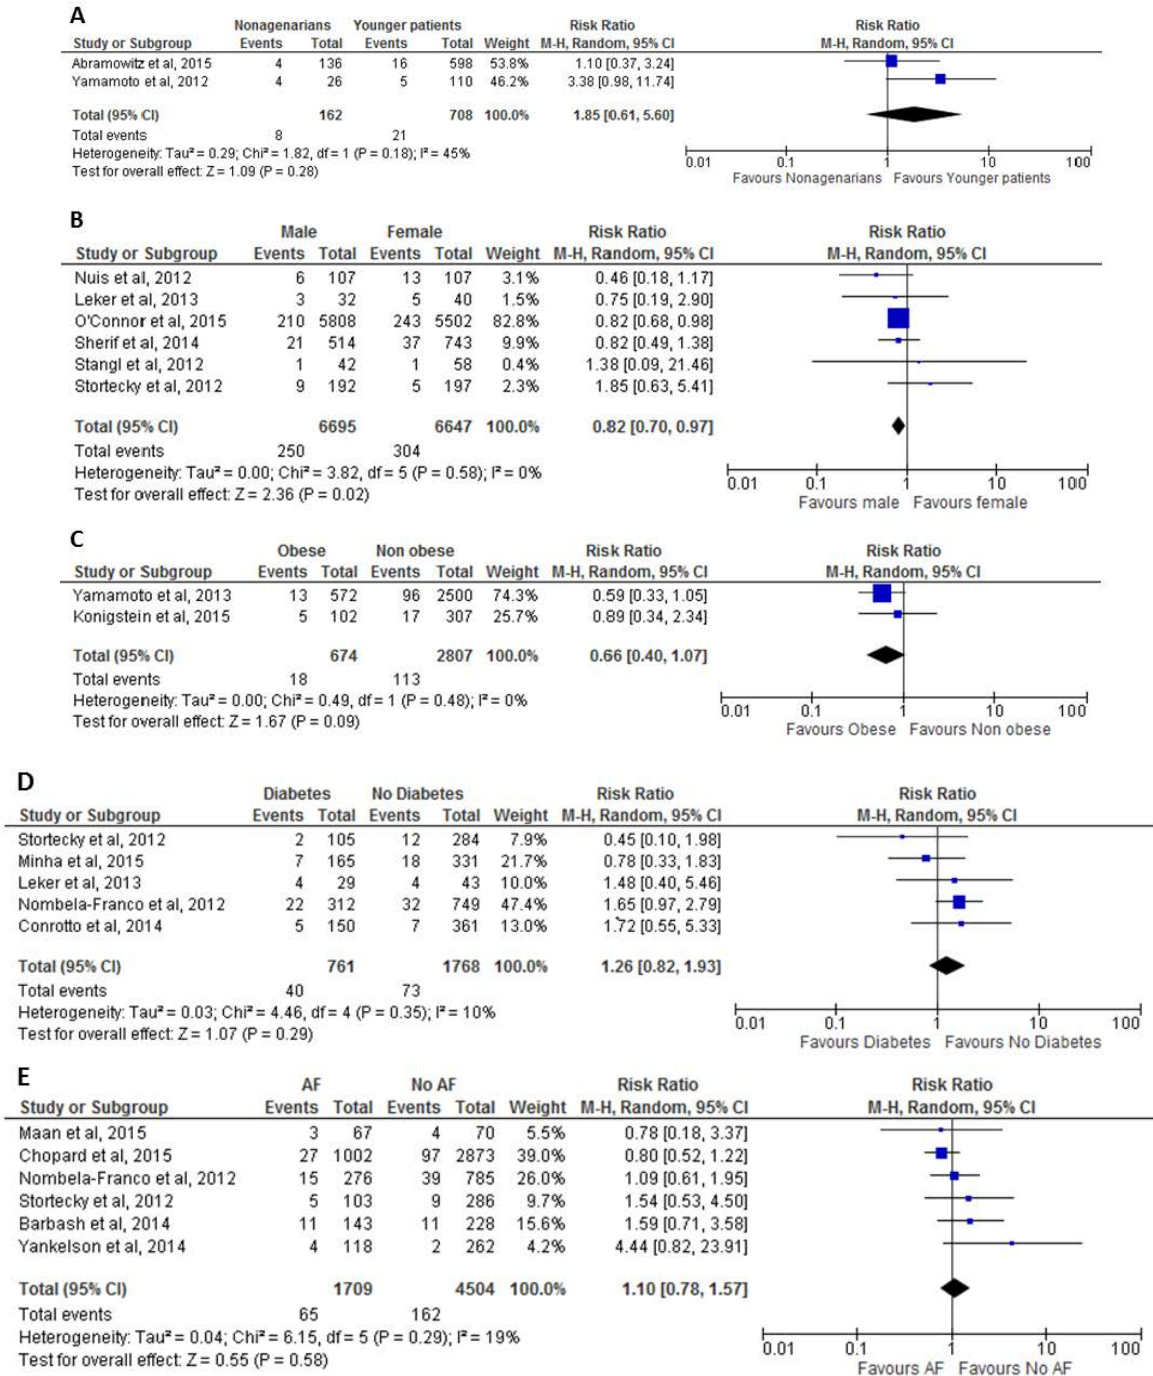 A
Nonagenarians Younger patients Risk Ratio Risk Ratio
Study or Subgroup Events Total Events Total Weight M-H, Random, 95% CI M-H, Random, 95% CI
Abramowitz et al, 2015 4 136 16 598 53.8% 1.10 [0.37, 3.24]
Yamamoto et al, 2012 4 26 5 110 46.2% 3.38 [0.98, 11.74]
Total (95% CI) 162 708 100.0% 1.85 [0.61, 5.60]
Total events 8 21
Heterogeneity: Tau² = 0.29; Chi² = 1.82, df = 1 (P = 0.18); I² = 45%
Test for overall effect: Z = 1.09 (P = 0.28)
0.01 0.1 1 10 100
Favours Nonagenarians Favours Younger patients
B
Male Female Risk Ratio Risk Ratio
Study or Subgroup Events Total Events Total Weight M-H, Random, 95% CI M-H, Random, 95% CI
Nuis et al, 2012 6 107 13 107 3.1% 0.46 [0.18, 1.17]
Leker et al, 2013 3 32 5 40 1.5% 0.75 [0.19, 2.90]
O'Connor et al, 2015 210 5808 243 5502 82.8% 0.82 [0.68, 0.98]
Sherif et al, 2014 21 514 37 743 9.9% 0.82 [0.49, 1.38]
Stangl et al, 2012 1 42 1 58 0.4% 1.38 [0.09, 21.46]
Stortecky et al, 2012 9 192 5 197 2.3% 1.85 [0.63, 5.41]
Total (95% CI) 6695 6647 100.0% 0.82 [0.70, 0.97]
Total events 250 304
Heterogeneity: Tau² = 0.00; Chi² = 3.82, df = 5 (P = 0.58); I² = 0%
Test for overall effect: Z = 2.36 (P = 0.02)
0.01 0.1 1 10 100
Favours male Favours female
C
Obese Non obese Risk Ratio Risk Ratio
Study or Subgroup Events Total Events Total Weight M-H, Random, 95% CI M-H, Random, 95% CI
Yamamoto et al, 2013 13 572 96 2500 74.3% 0.59 [0.33, 1.05]
Konigstein et al, 2015 5 102 17 307 25.7% 0.89 [0.34, 2.34]
Total (95% CI) 674 2807 100.0% 0.66 [0.40, 1.07]
Total events 18 113
Heterogeneity: Tau² = 0.00; Chi² = 0.49, df = 1 (P = 0.48); I² = 0%
Test for overall effect: Z = 1.67 (P = 0.09)
0.01 0.1 1 10 100
Favours Obese Favours Non obese
D
Diabetes No Diabetes Risk Ratio Risk Ratio
Study or Subgroup Events Total Events Total Weight M-H, Random, 95% CI M-H, Random, 95% CI
Stortecky et al, 2012 2 105 12 284 7.9% 0.45 [0.10, 1.98]
Minha et al, 2015 7 165 18 331 21.7% 0.78 [0.33, 1.83]
Leker et al, 2013 4 29 4 43 10.0% 1.48 [0.40, 5.46]
Nombela-Franco et al, 2012 22 312 32 749 47.4% 1.65 [0.97, 2.79]
Conrotto et al, 2014 5 150 7 361 13.0% 1.72 [0.55, 5.33]
Total (95% CI) 761 1768 100.0% 1.26 [0.82, 1.93]
Total events 40 73
Heterogeneity: Tau² = 0.03; Chi² = 4.46, df = 4 (P = 0.35); I² = 10%
Test for overall effect: Z = 1.07 (P = 0.29)
0.01 0.1 1 10 100
Favours Diabetes Favours No Diabetes
E
AF No AF Risk Ratio Risk Ratio
Study or Subgroup Events Total Events Total Weight M-H, Random, 95% CI M-H, Random, 95% CI
Maan et al, 2015 3 67 4 70 5.5% 0.78 [0.18, 3.37]
Chopard et al, 2015 27 1002 97 2873 39.0% 0.80 [0.52, 1.22]
Nombela-Franco et al, 2012 15 276 39 785 26.0% 1.09 [0.61, 1.95]
Stortecky et al, 2012 5 103 9 286 9.7% 1.54 [0.53, 4.50]
Barbash et al, 2014 11 143 11 228 15.6% 1.59 [0.71, 3.58]
Yankelson et al, 2014 4 118 2 262 4.2% 4.44 [0.82, 23.91]
Total (95% CI) 1709 4504 100.0% 1.10 [0.78, 1.57]
Total events 65 162
Heterogeneity: Tau² = 0.04; Chi² = 6.15, df = 5 (P = 0.29); I² = 19%
Test for overall effect: Z = 0.55 (P = 0.58)
0.01 0.1 1 10 100
Favours AF Favours No AF